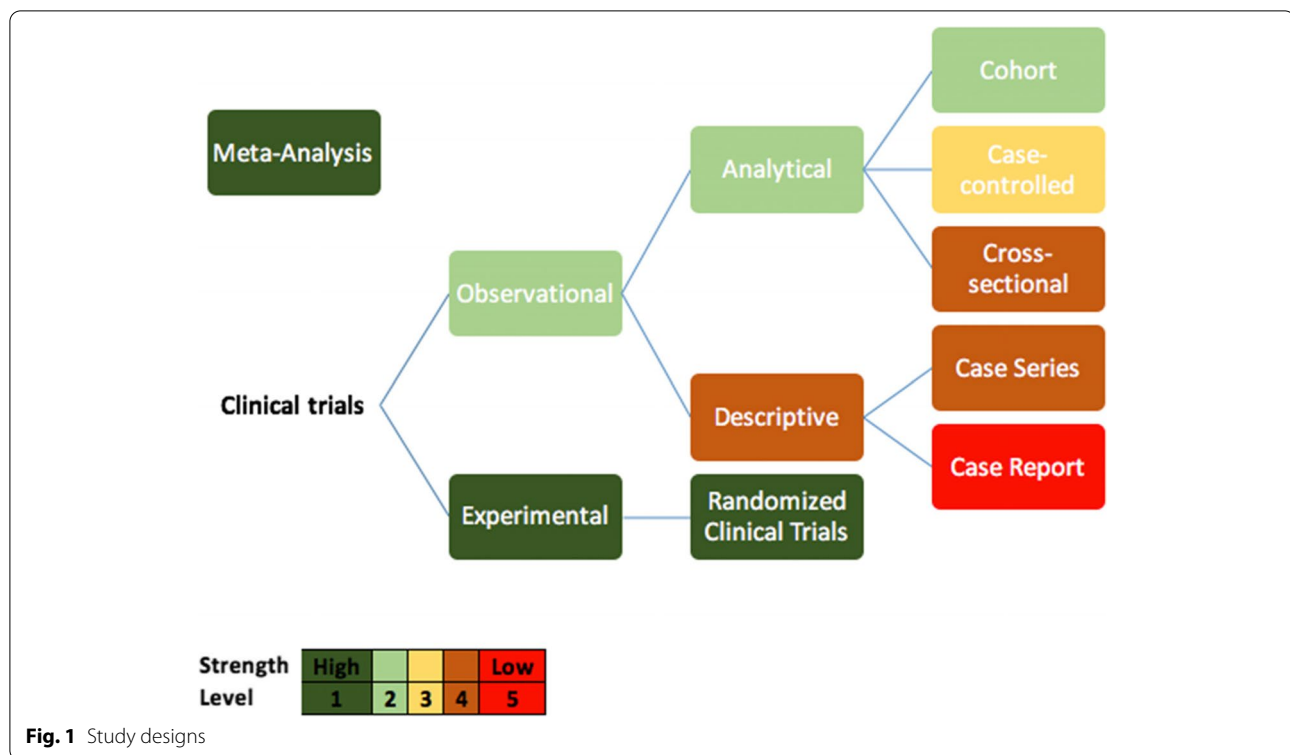 Cohort
Meta-Analysis
Analytical
Case-
controlled
Cross-
sectional
Observational
Case Series
Clinical trials
Descriptive
Case Report
Experimental
Randomized
Clinical Trials
Strength High Low
Level 1 2 3 4 5
Fig. 1 Study designs